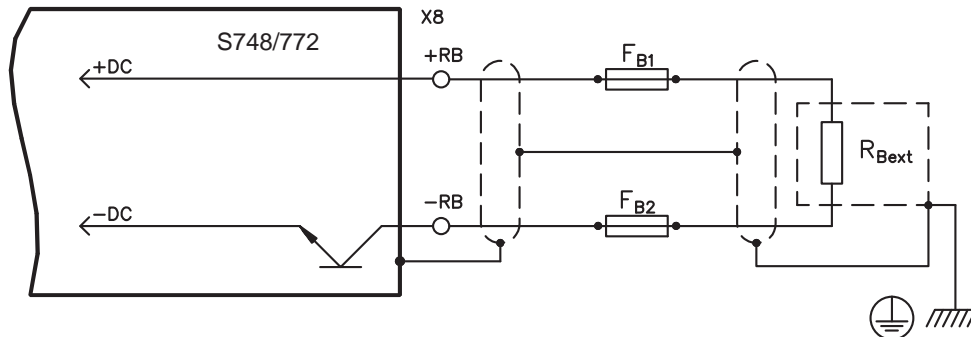 X8
S748/772
+DC
+RB
FB1
RBext
−DC
−RB
FB2